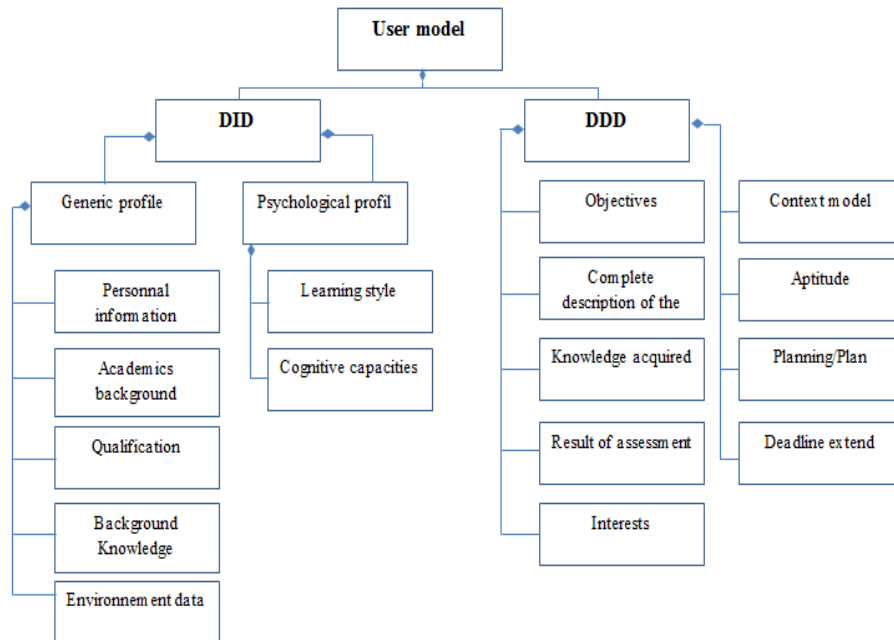 User model
DID
DDD
Generic profile
Psychological profil
Personnal
information
Academics
background
Qualification
Background
Knowledge
Environnement data
Learning style
Cognitive capacities
Objectives
Complete
description of the
Knowledge acquired
Result of assessment
Interests
Context model
Aptitude
Planning/Plan
Deadline extend